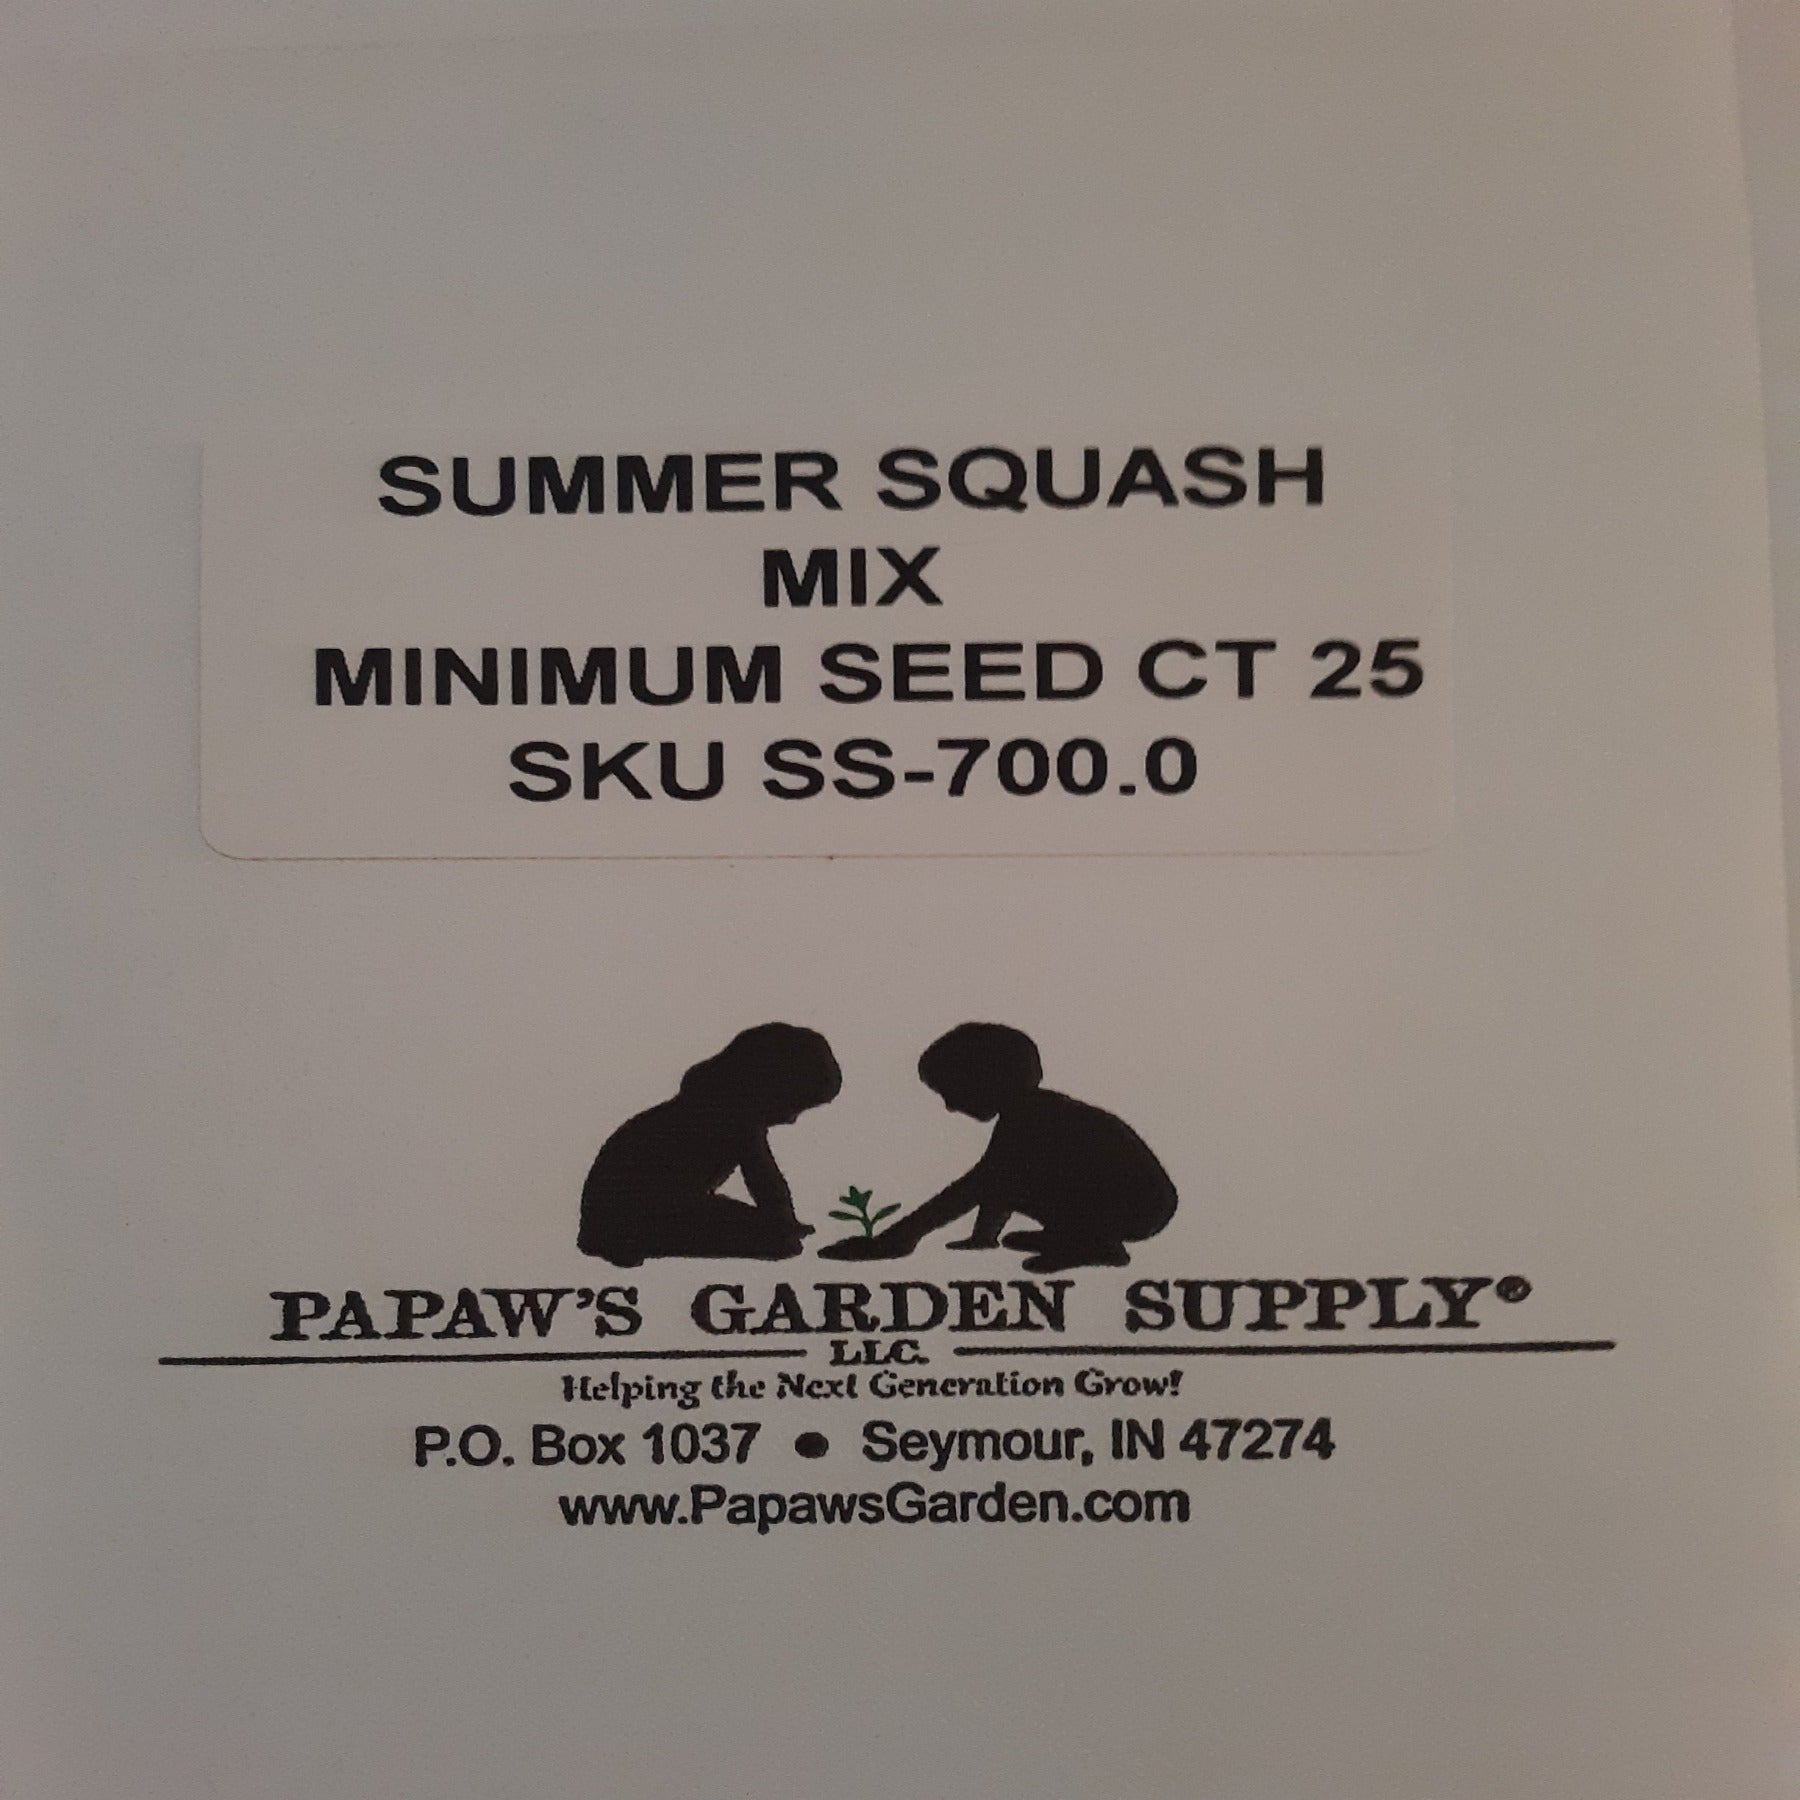 SUMMER SQUASH
MIX
MINIMUM SEED CT 25
SKU SS-700.0
PAPAW'S GARDEN SUPPLY®
LLC.
Helping the Next Generation Grow!
P.O. Box 1037 ● Seymour, IN 47274
www.PapawsGarden.com